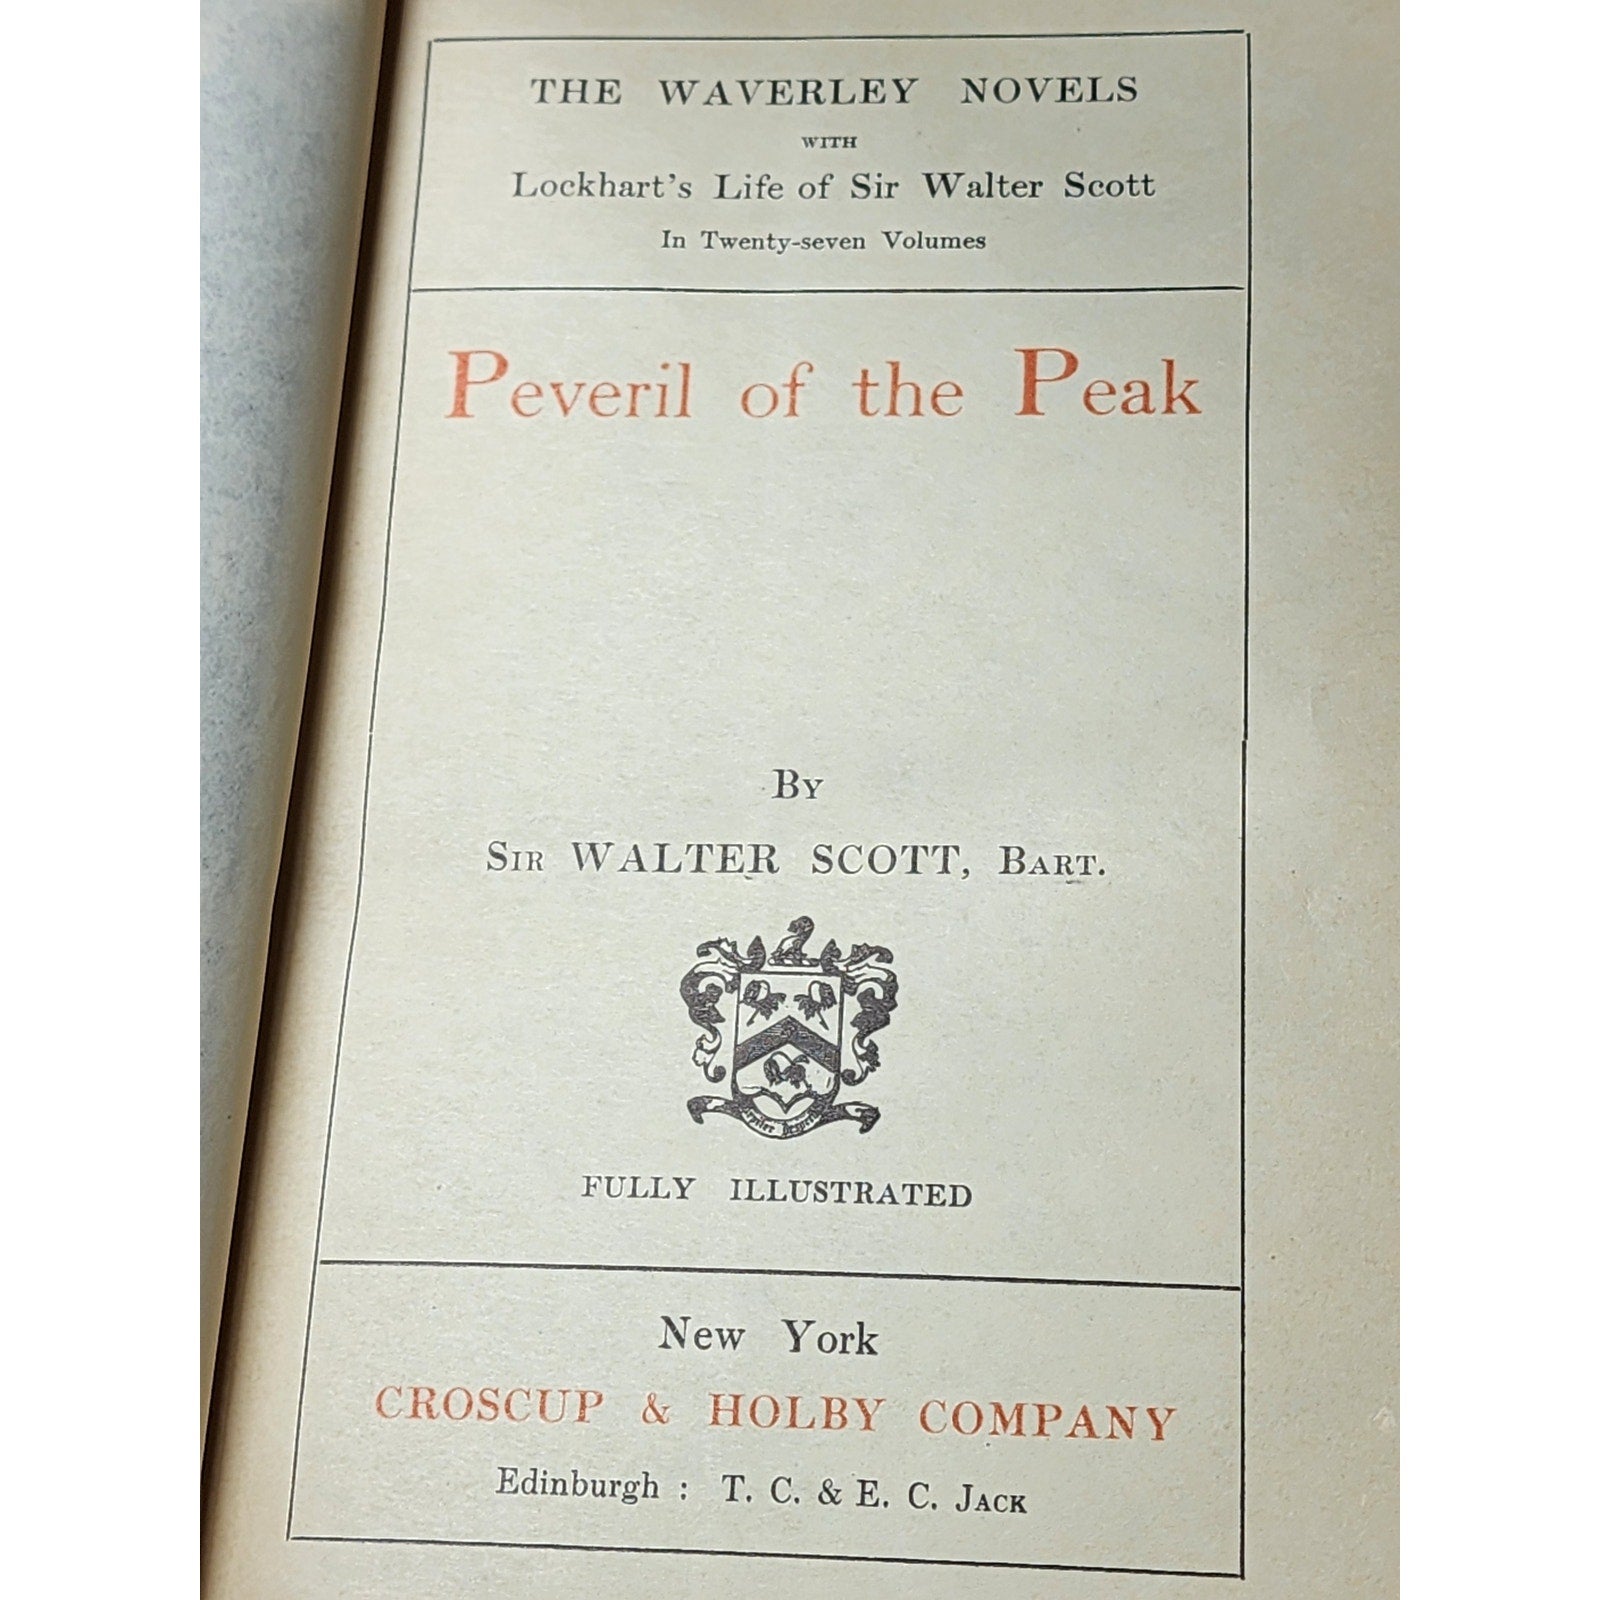 THE WAVERLEY NOVELS
WITH
Lockhart's Life of Sir Walter Scott
In Twenty-seven Volumes
Peveril of the Peak
By
SIR WALTER SCOTT, BART.
FULLY ILLUSTRATED
New York
CROSCUP & HOLBY COMPANY
Edinburgh : T. C. & E. C. JACK